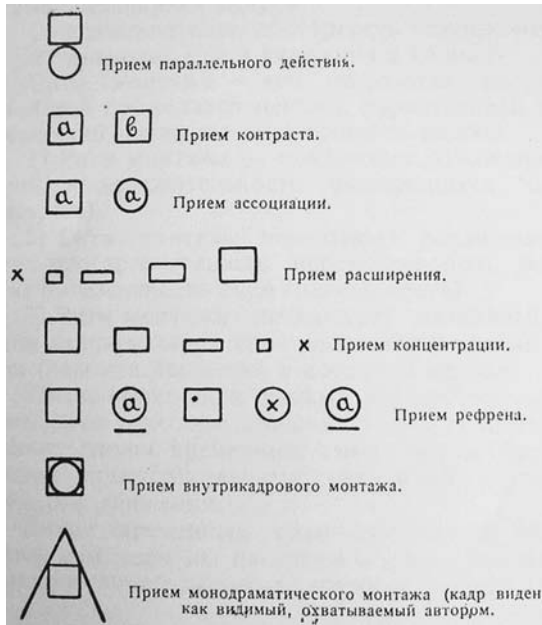 Прием параллельного действия.
а в Прием контраста.
а а Прием ассоциации.
х Прием расширения.
х Прием концентрации.
а х а Прием рефрена.
Прием внутрикадрового монтажа.
Прием монодраматического монтажа (кадр виден
как видимый, охватываемый автором.